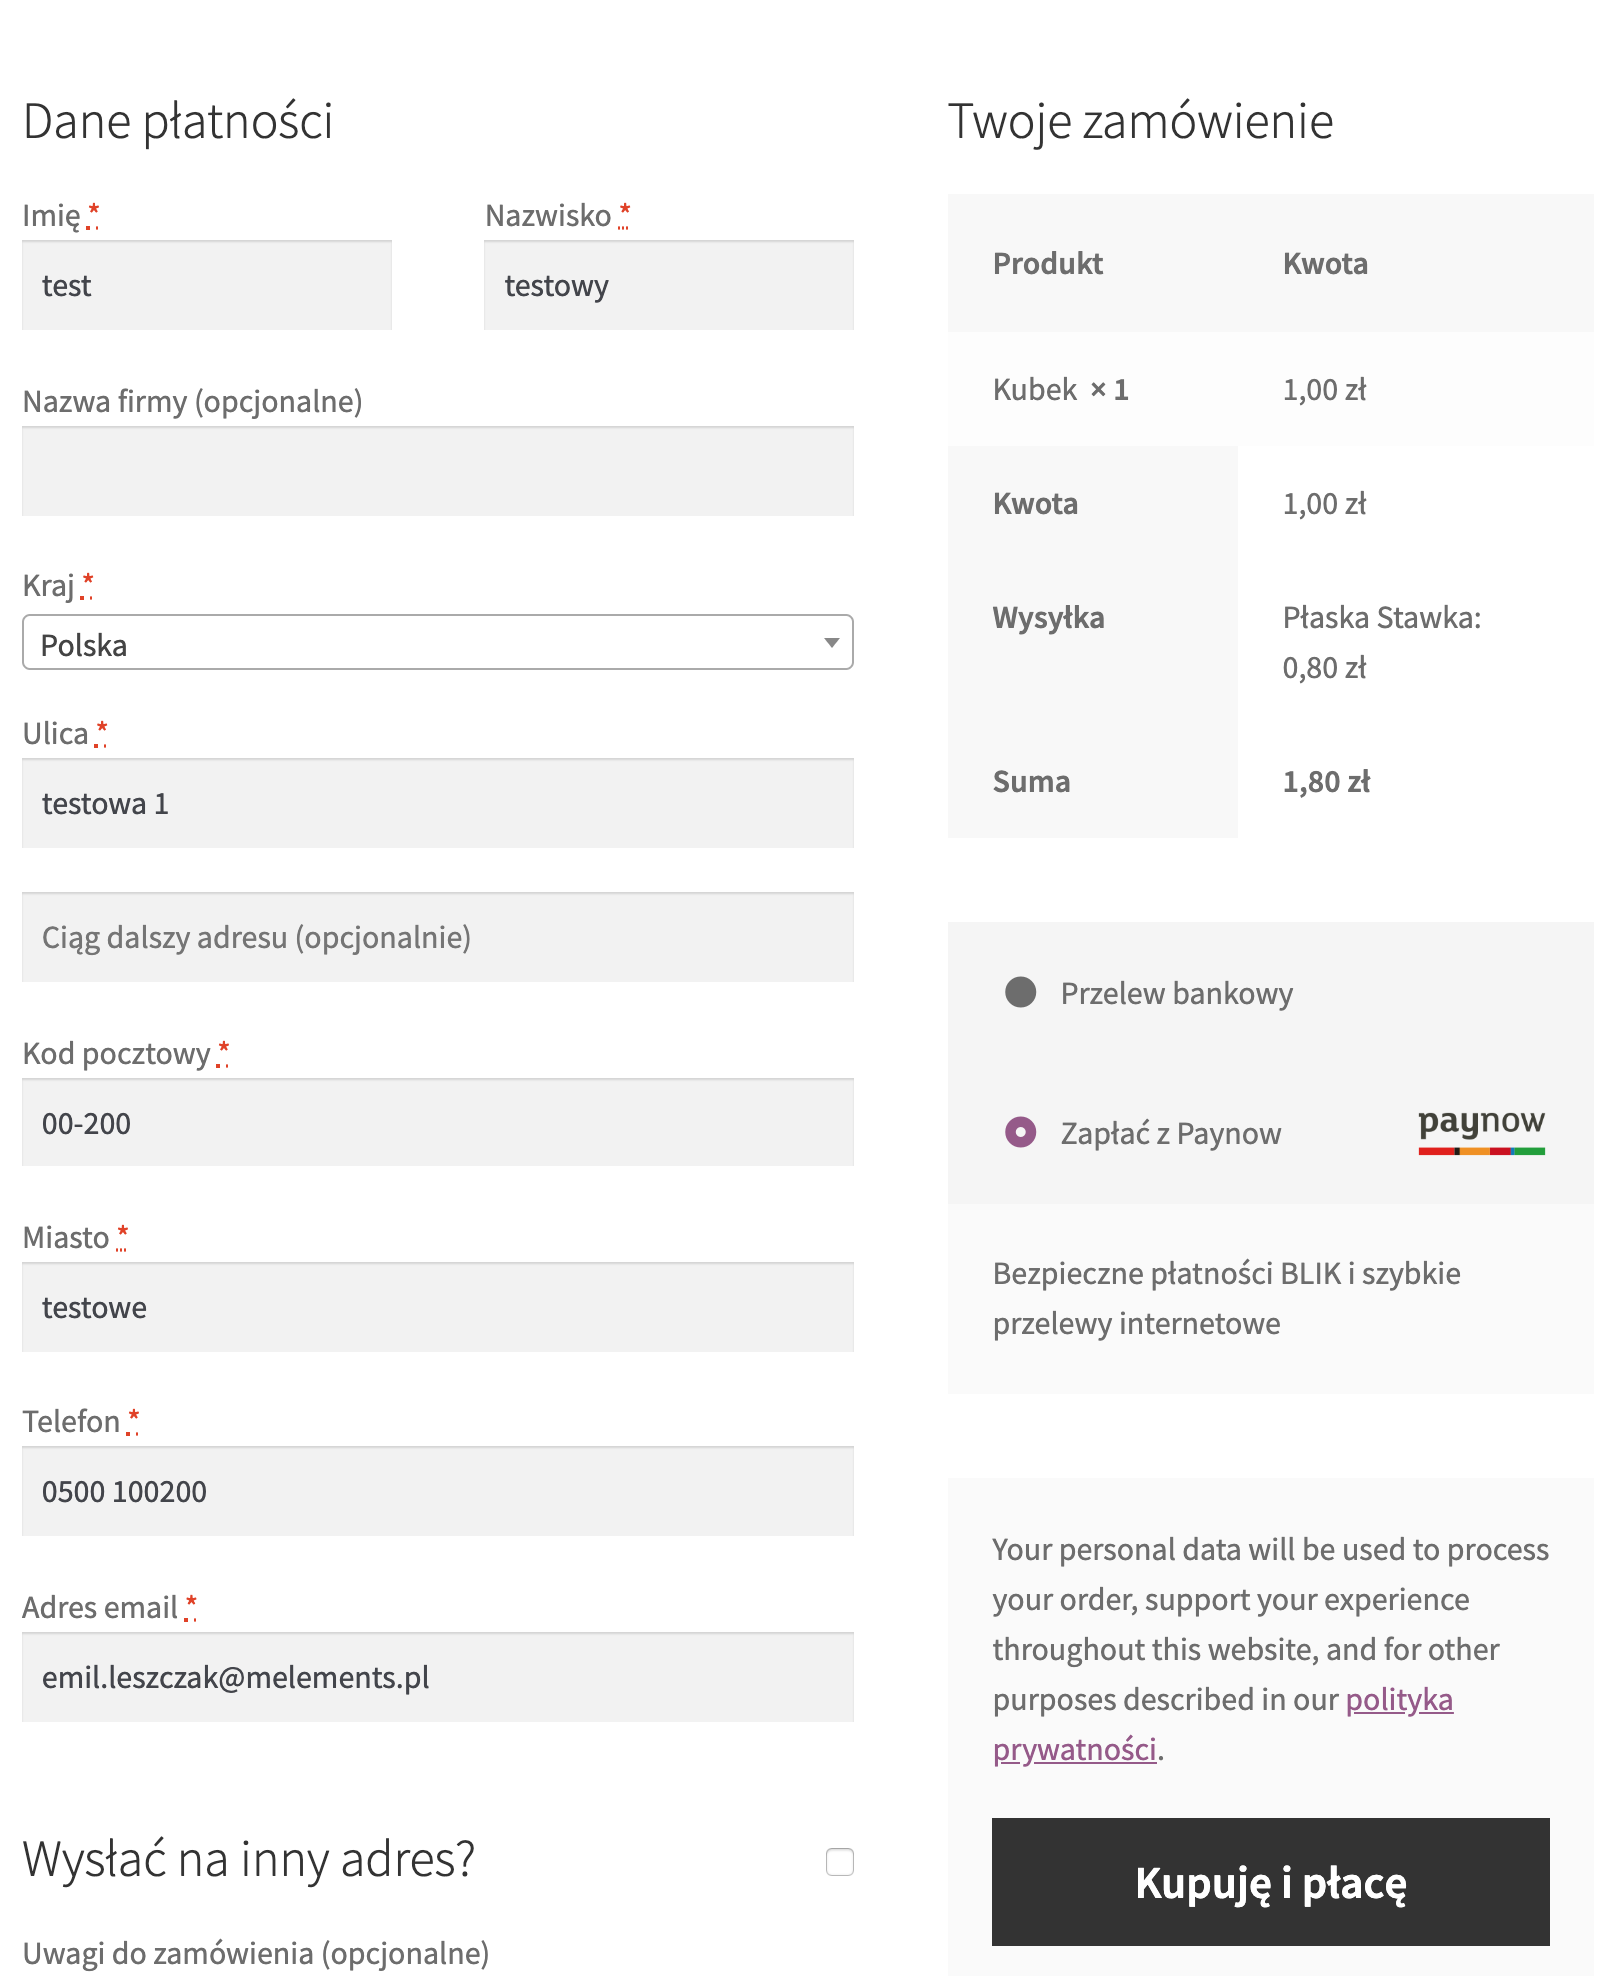 Dane płatności
Imię *
Nazwisko *
test
testowy
Nazwa firmy (opcjonalne)
Kraj *
Polska
Ulica *
testowa 1
Ciąg dalszy adresu (opcjonalnie)
Kod pocztowy *
00-200
Miasto *
testowe
Telefon *
0500 100200
Adres email *
emil.leszczak@melements.pl
Wysłać na inny adres?
Uwagi do zamówienia (opcjonalne)
Twoje zamówienie
Produkt Kwota
Kubek × 1 1,00 zł
Kwota 1,00 zł
Wysyłka Płaska Stawka:
0,80 zł
Suma 1,80 zł
Przelew bankowy
Zapłać z Paynow paynow
Bezpieczne płatności BLIK i szybkie
przelewy internetowe
Your personal data will be used to process
your order, support your experience
throughout this website, and for other
purposes described in our polityka
prywatności.
Kupuję i płacę